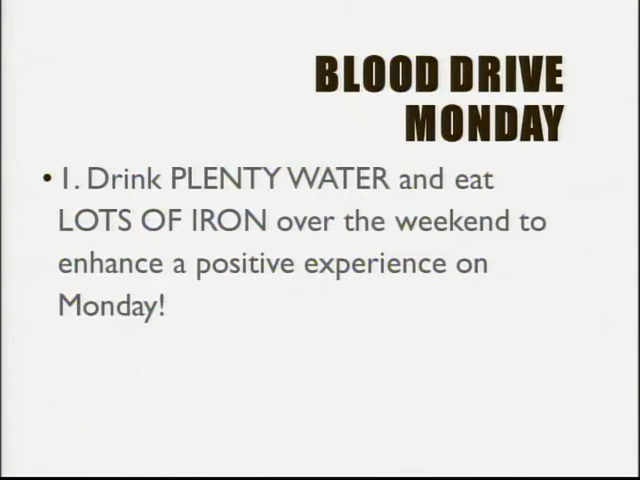 BLOOD DRIVE
MONDAY
• 1. Drink PLENTY WATER and eat
LOTS OF IRON over the weekend to
enhance a positive experience on
Monday!